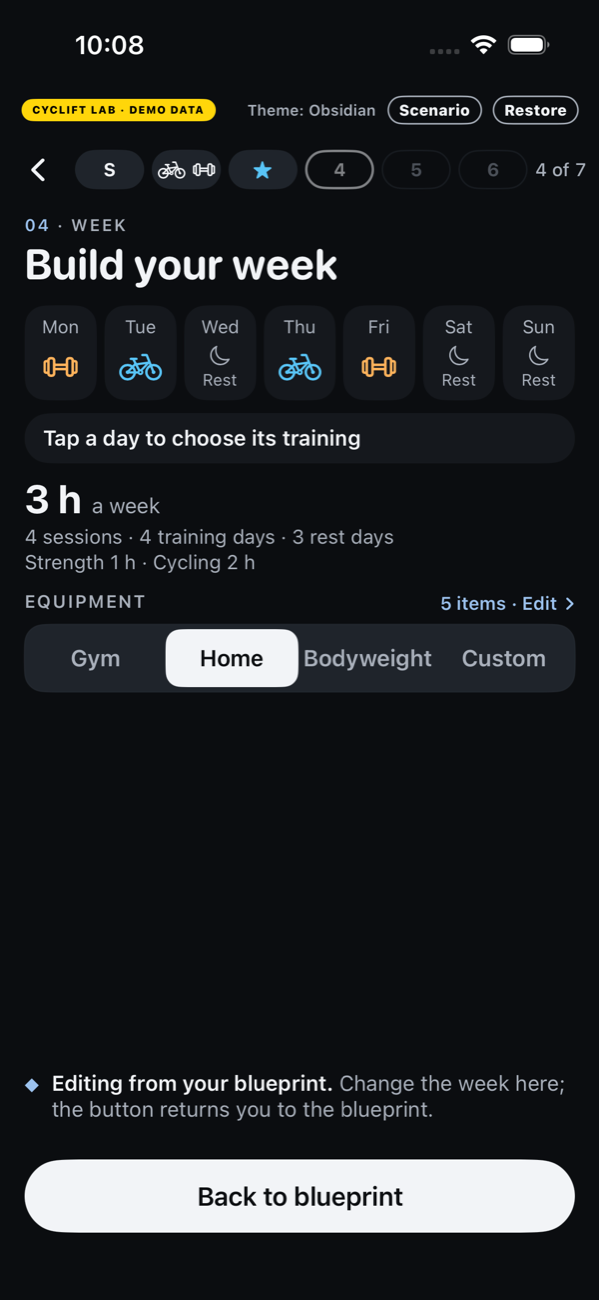 10:08
CYCLIFT LAB · DEMO DATA
Theme: Obsidian
Scenario
Restore
S
4
5
6
4 of 7
04 · WEEK
Build your week
Mon
Tue
Wed
Rest
Thu
Fri
Sat
Rest
Sun
Rest
Tap a day to choose its training
3 h a week
4 sessions · 4 training days · 3 rest days
Strength 1 h · Cycling 2 h
EQUIPMENT
5 items · Edit
Gym
Home
Bodyweight
Custom
Editing from your blueprint. Change the week here;
the button returns you to the blueprint.
Back to blueprint